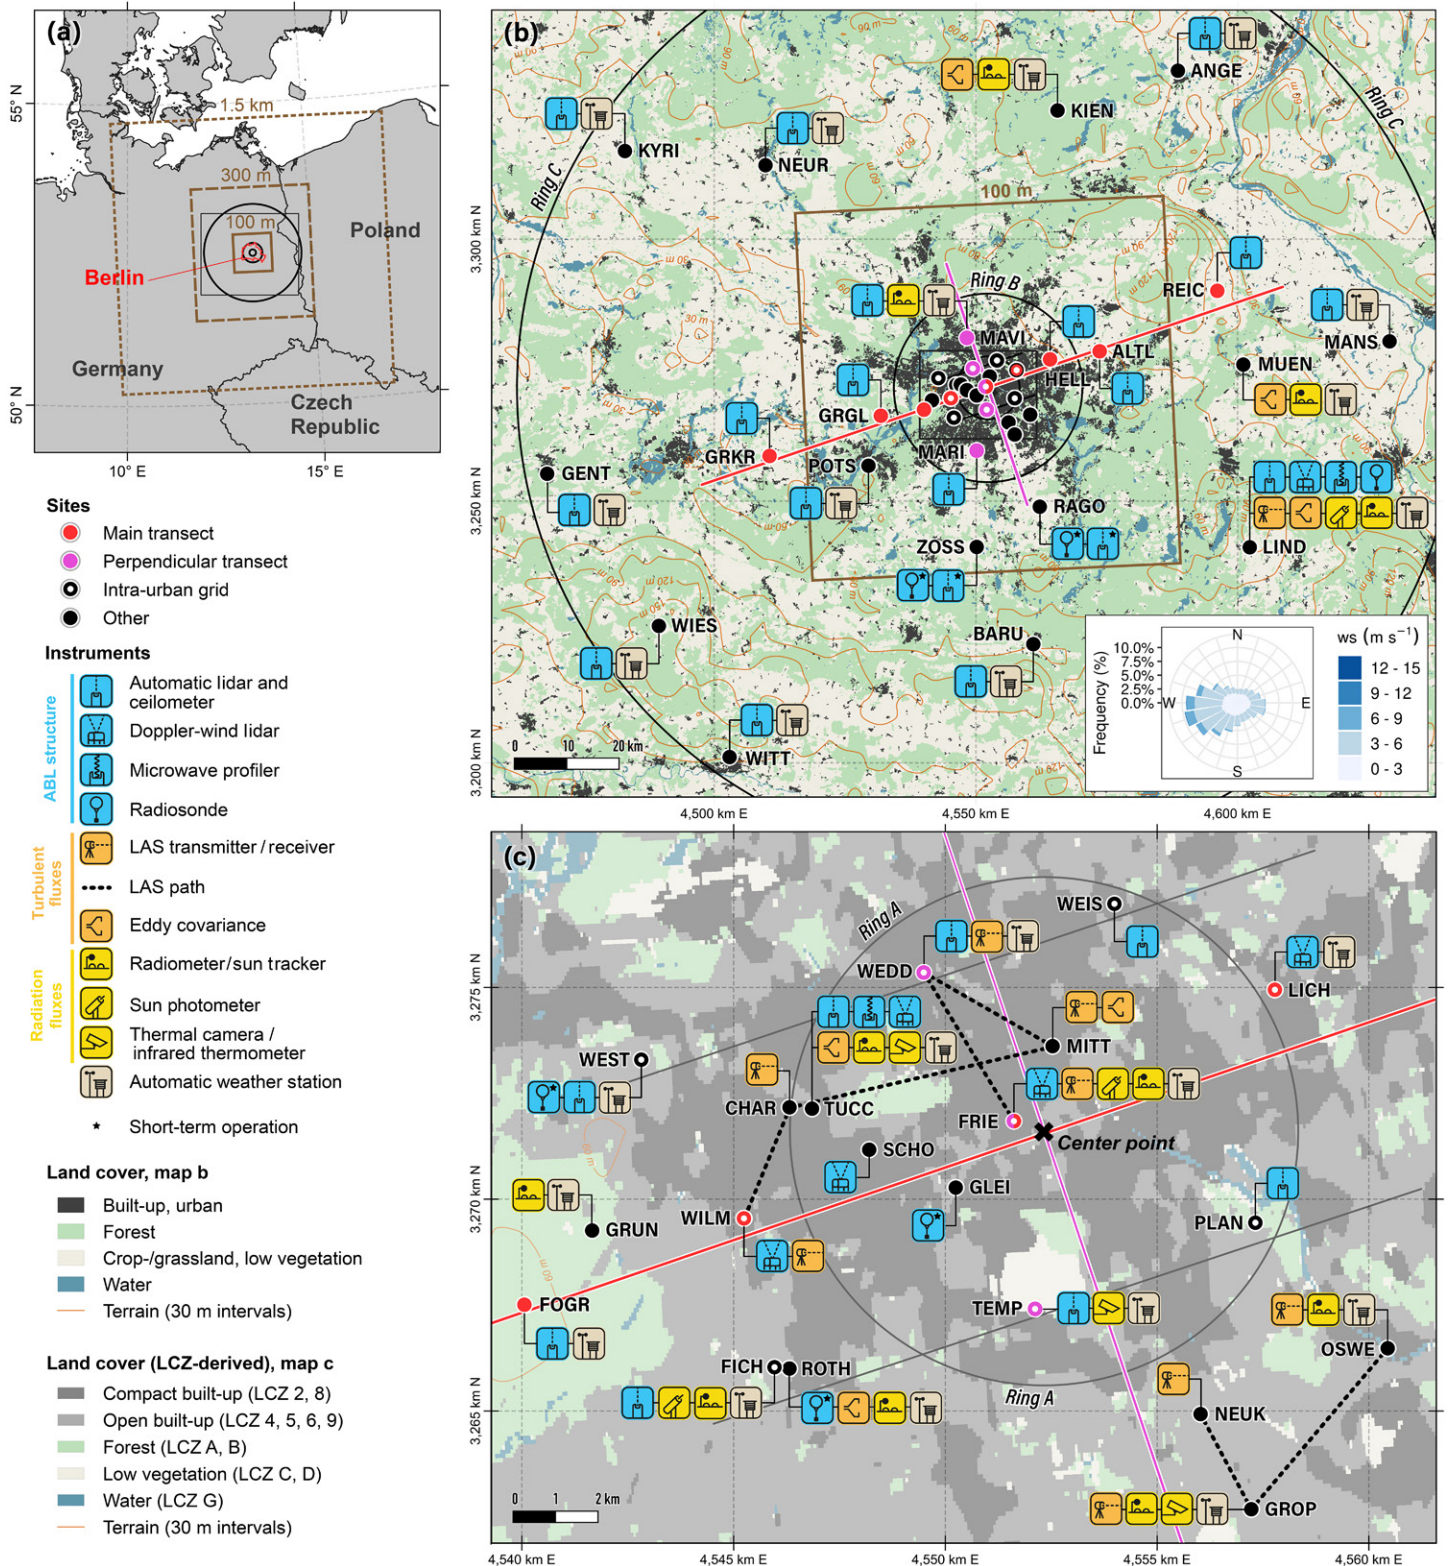 (a)
55° N
50° N
10° E
15° E
1.5 km
300 m
100 m
Berlin
Poland
Germany
Czech
Republic
Sites
Main transect
Perpendicular transect
Intra-urban grid
Other
Instruments
ABL structure
Automatic lidar and
ceilometer
Doppler-wind lidar
Microwave profiler
Radiosonde
Turbulent
fluxes
LAS transmitter / receiver
LAS path
Eddy covariance
Radiation
fluxes
Radiometer/sun tracker
Sun photometer
Thermal camera /
infrared thermometer
Automatic weather station
Short-term operation
Land cover, map b
Built-up, urban
Forest
Crop-/grassland, low vegetation
Water
Terrain (30 m intervals)
Land cover (LCZ-derived), map c
Compact built-up (LCZ 2, 8)
Open built-up (LCZ 4, 5, 6, 9)
Forest (LCZ A, B)
Low vegetation (LCZ C, D)
Water (LCZ G)
Terrain (30 m intervals)
(b)
ANGE
KIEN
KYRI
NEUR
Ring C
Ring C
100 m
3,300 km N
3,250 km N
3,200 km N
Ring B
REIC
MANS
MAVI
ALTL
HELL
MUEN
GRGL
GRKR
MARI
POTS
GENT
RAGO
ZOSS
LIND
WIES
BARU
WITT
0 10 20 km
Frequency (%)
10.0%
7.5%
5.0%
2.5%
0.0%
N
W
E
S
ws (m s⁻¹)
12 - 15
9 - 12
6 - 9
3 - 6
0 - 3
4,500 km E
4,550 km E
4,600 km E
(c)
Ring A
WEIS
WEDD
LICH
MITT
WEST
CHAR
TUCC
FRIE
Center point
SCHO
GLEI
PLAN
GRUN
WILM
FOGR
TEMP
OSWE
FICH
ROTH
Ring A
NEUK
GROP
3,275 km N
3,270 km N
3,265 km N
60 m
60 m
0 1 2 km
4,540 km E
4,545 km E
4,550 km E
4,555 km E
4,560 km E